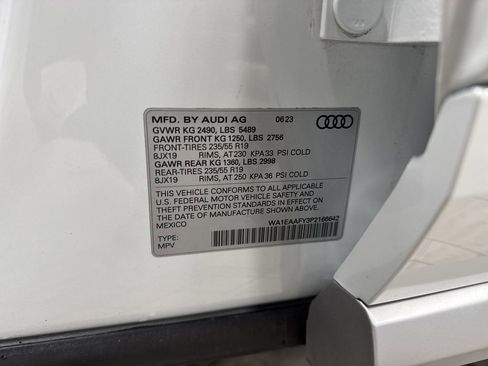 MFD. BY AUDI AG 06 23
GVWR KG 2490, LBS 5489
GAWR FRONT KG 1250, LBS 2756
FRONT-TIRES 235/55 R19
8JX19 RIMS, AT 230 KPA 33 PSI COLD
GAWR REAR KG 1360, LBS 2998
REAR-TIRES 235/55 R19
8JX19 RIMS, AT 250 KPA 36 PSI COLD
THIS VEHICLE CONFORMS TO ALL APPLICABLE
U.S. FEDERAL MOTOR VEHICLE SAFETY AND
THEFT PREVENTION STANDARDS IN EFFECT ON
THE DATE OF MANUFACTURE SHOWN ABOVE
MEXICO WA1EAAFY3P2166642
TYPE:
MPV